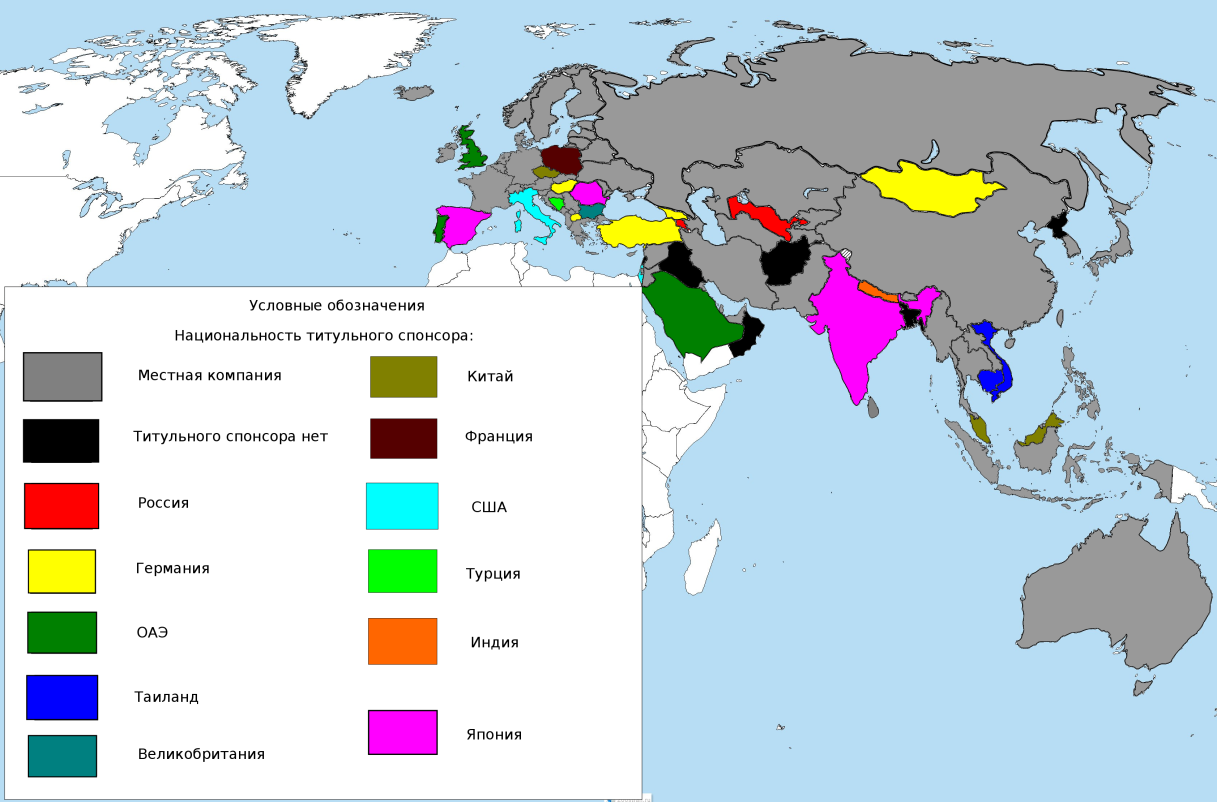 Условные обозначения
Национальность титульного спонсора:
Местная компания
Китай
Титульного спонсора нет
Франция
Россия
США
Германия
Турция
ОАЭ
Индия
Таиланд
Япония
Великобритания